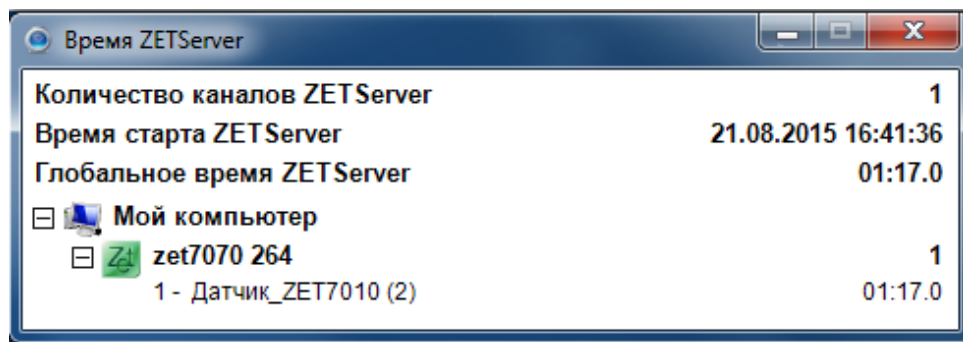 Время ZETServer
Количество каналов ZETServer 1
Время старта ZETServer 21.08.2015 16:41:36
Глобальное время ZETServer 01:17.0
Мой компьютер
zet7070 264 1
1 - Датчик_ZET7010 (2) 01:17.0